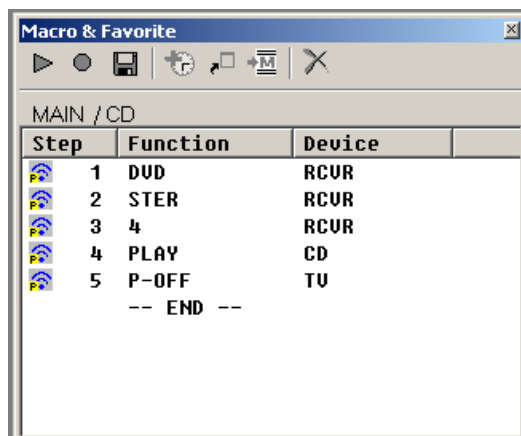 Macro & Favorite
MAIN / CD
Step Function Device
P 1 DVD RCVR
P 2 STER RCVR
P 3 4 RCVR
P 4 PLAY CD
P 5 P-OFF TV
-- END --